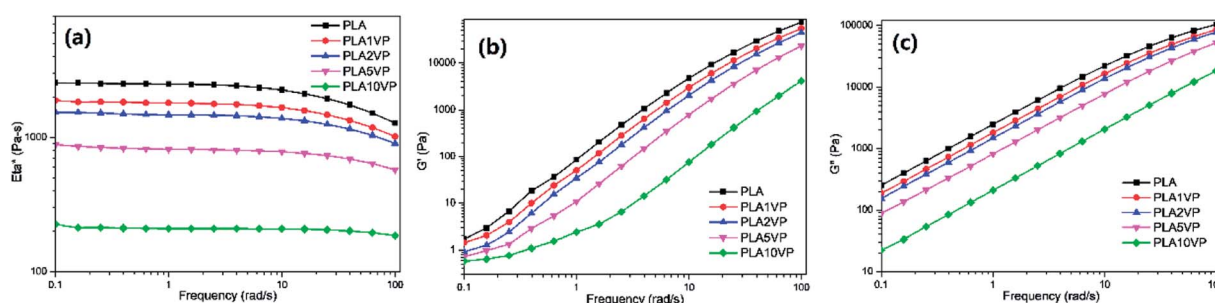 (a)
PLA
PLA1VP
PLA2VP
PLA5VP
PLA10VP
Eta* (Pa-s)
1000
100
0.1
1
10
100
Frequency (rad/s)
(b)
G' (Pa)
10000
1000
100
10
1
PLA
PLA1VP
PLA2VP
PLA5VP
PLA10VP
0.1
1
10
100
Frequency (rad/s)
(c)
G" (Pa)
100000
10000
1000
100
10
PLA
PLA1VP
PLA2VP
PLA5VP
PLA10VP
0.1
1
10
Frequency (rad/s)